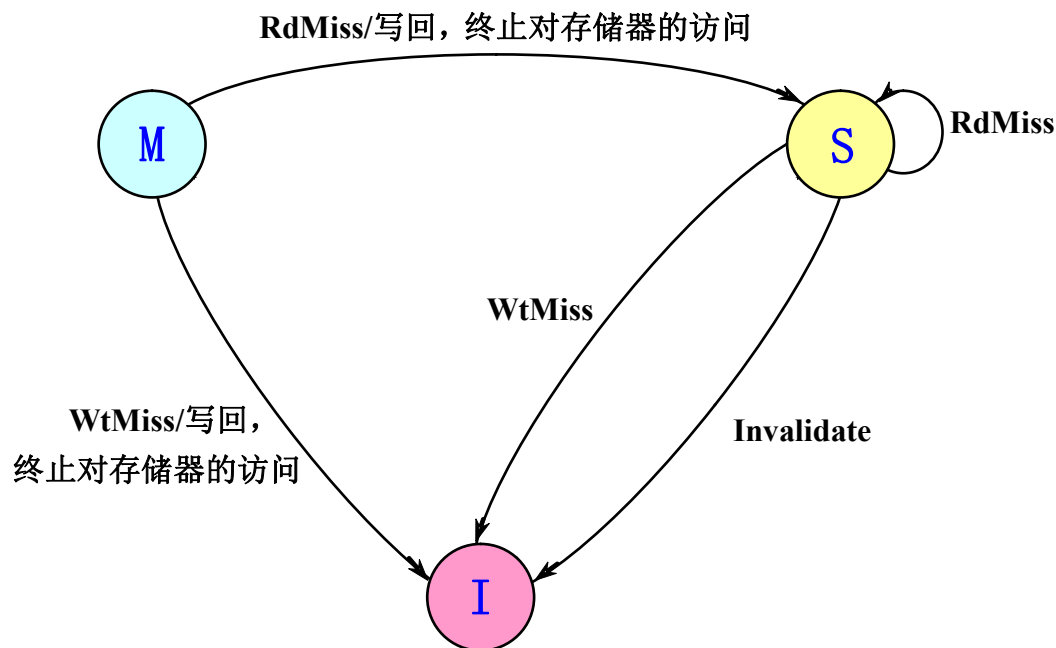 RdMiss/写回，终止对存储器的访问
M
S
RdMiss
WtMiss
WtMiss/写回，
终止对存储器的访问
Invalidate
I